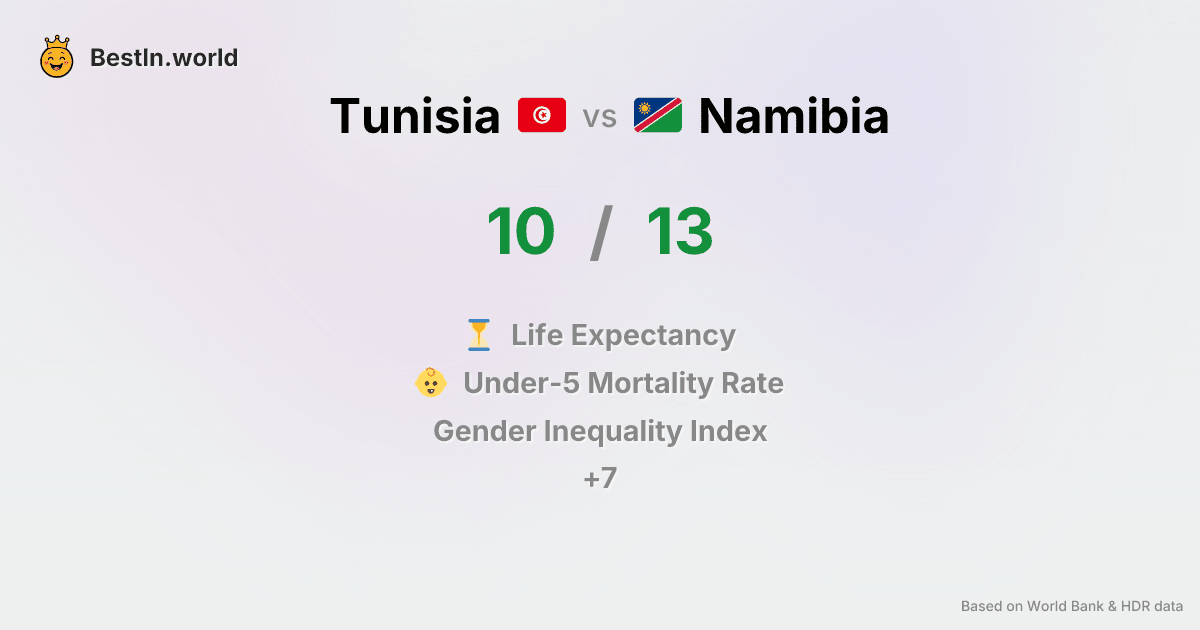 BestIn.world
Tunisia vs Namibia
10 / 13
Life Expectancy
Under-5 Mortality Rate
Gender Inequality Index
+7
Based on World Bank & HDR data